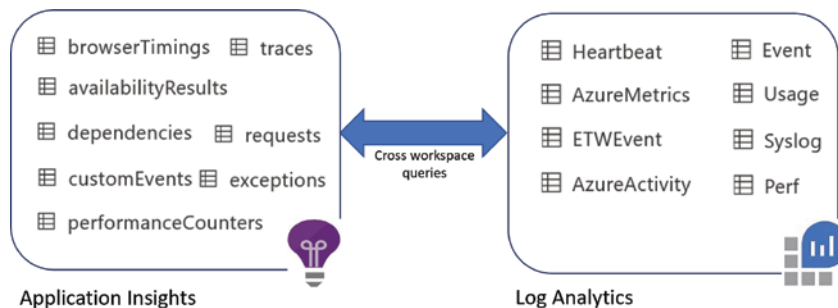 browserTimings traces
availabilityResults
dependencies requests
customEvents exceptions
performanceCounters
Application Insights
Cross workspace
queries
Heartbeat Event
AzureMetrics Usage
ETWEvent Syslog
AzureActivity Perf
Log Analytics